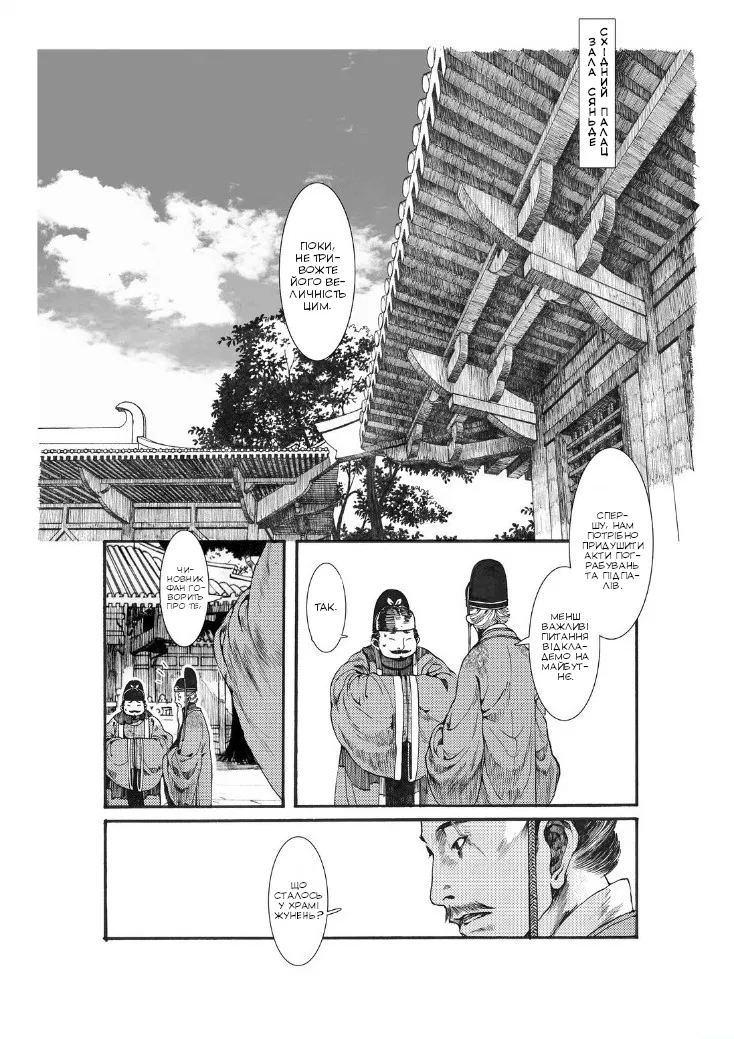 СХІДНИЙ ПАЛАЦ
ЗАЛА СЯНЬДЕ
ПОКИ,
НЕ ТРИ-
ВОЖТЕ
ЙОГО ВЕ-
ЛИЧНІСТЬ
ЦИМ.
СПЕР-
ШУ, НАМ
ПОТРІБНО
ПРИДУШИТИ
АКТИ ПОГ-
РАБУВАНЬ
ТА ПІДПА-
ЛІВ.
МЕНШ
ВАЖЛИВІ
ПИТАННЯ
ВІДКЛА-
ДЕМО НА
МАЙБУТ-
НЄ.
ТАК.
ЧИ-
НОВНИК
ФАН ГО-
ВОРИТЬ
ПРО ТЕ,
ЩО
СТАЛОСЬ
У ХРАМІ
ЖУНЕНЬ?